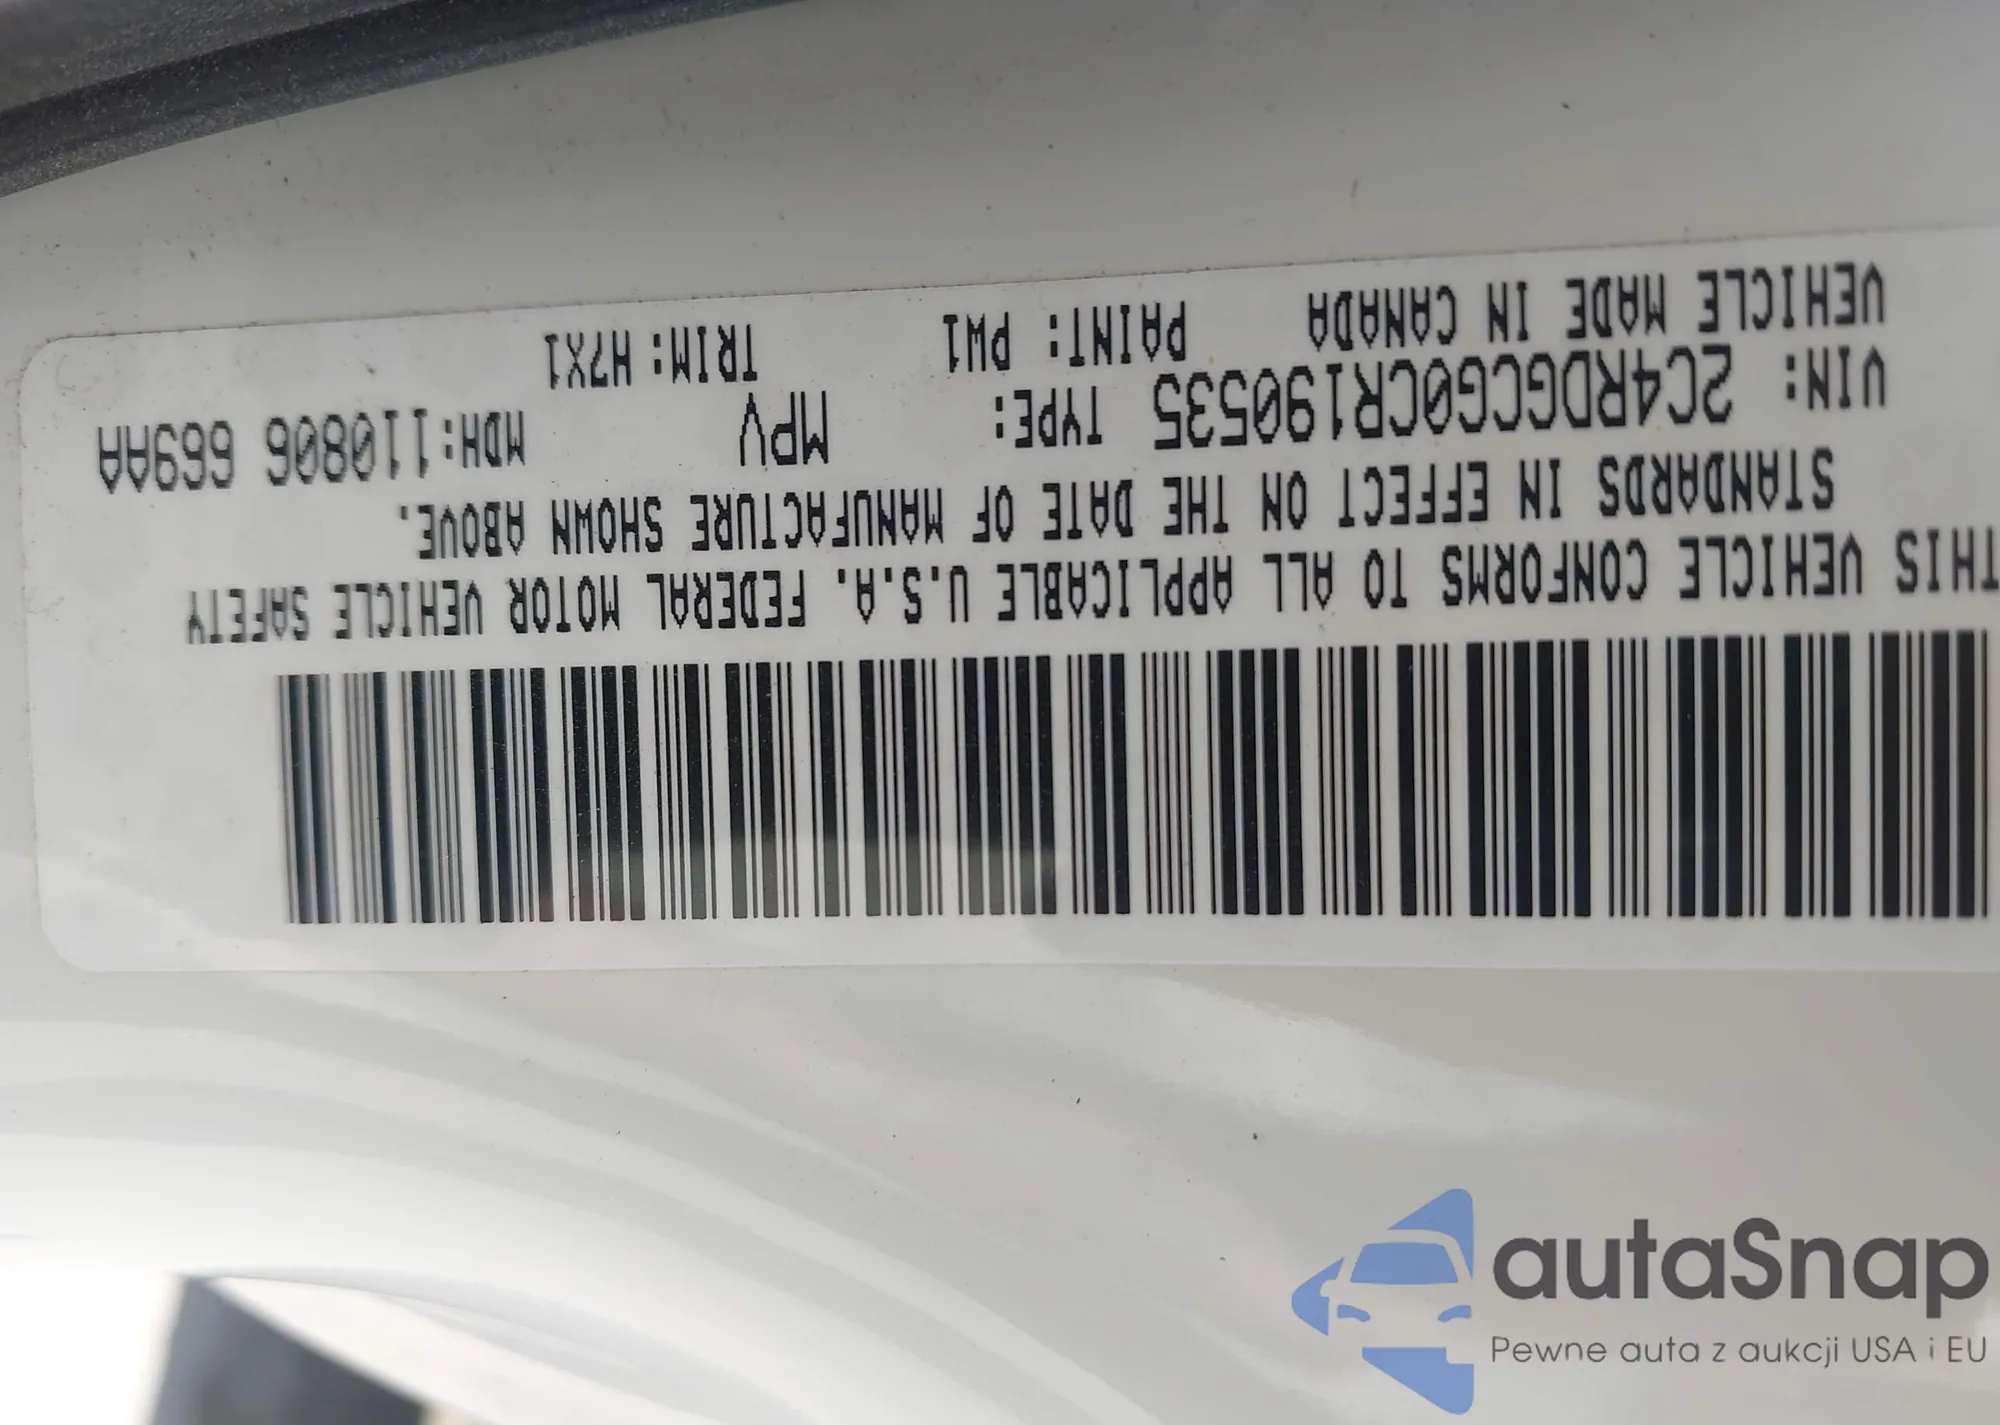 THIS VEHICLE CONFORMS TO ALL APPLICABLE U.S.A. FEDERAL MOTOR VEHICLE SAFETY
STANDARDS IN EFFECT ON THE DATE OF MANUFACTURE SHOWN ABOVE.
VIN: 2C4RDGCG0CR190535 TYPE: MPV MDH:110806 669AA
VEHICLE MADE IN CANADA PAINT: PW1 TRIM: H7X1
autaSnap
Pewne auta z aukcji USA i EU